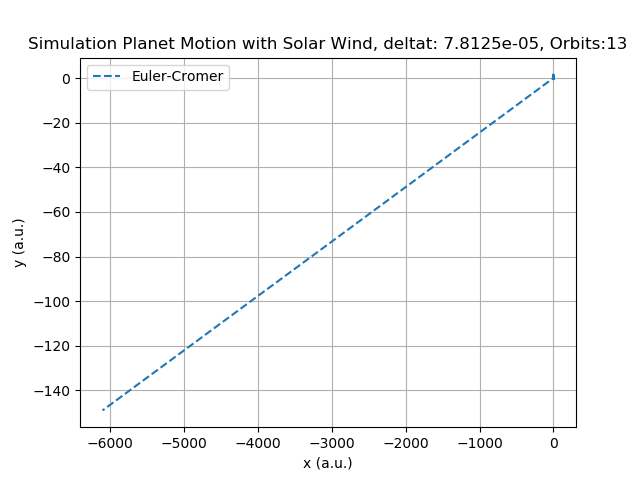 Simulation Planet Motion with Solar Wind, deltat: 7.8125e-05, Orbits:13
Euler-Cromer
0
−20
−40
−60
−80
−100
−120
−140
y (a.u.)
−6000 −5000 −4000 −3000 −2000 −1000 0
x (a.u.)